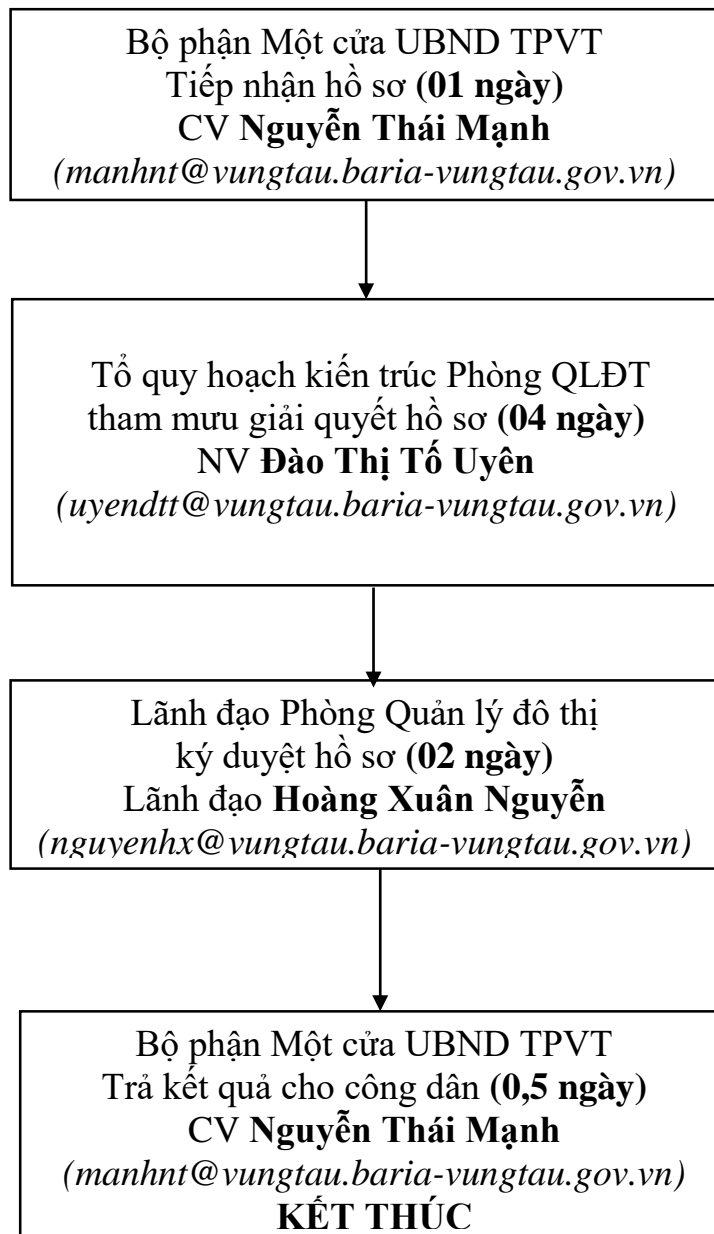 Bộ phận Một cửa UBND TPVT
Tiếp nhận hồ sơ (01 ngày)
CV Nguyễn Thái Mạnh
(manhnt@vungtau.baria-vungtau.gov.vn)
Tổ quy hoạch kiến trúc Phòng QLĐT
tham mưu giải quyết hồ sơ (04 ngày)
NV Đào Thị Tố Uyên
(uyendtt@vungtau.baria-vungtau.gov.vn)
Lãnh đạo Phòng Quản lý đô thị
ký duyệt hồ sơ (02 ngày)
Lãnh đạo Hoàng Xuân Nguyễn
(nguyenhx@vungtau.baria-vungtau.gov.vn)
Bộ phận Một cửa UBND TPVT
Trả kết quả cho công dân (0,5 ngày)
CV Nguyễn Thái Mạnh
(manhnt@vungtau.baria-vungtau.gov.vn)
KẾT THÚC